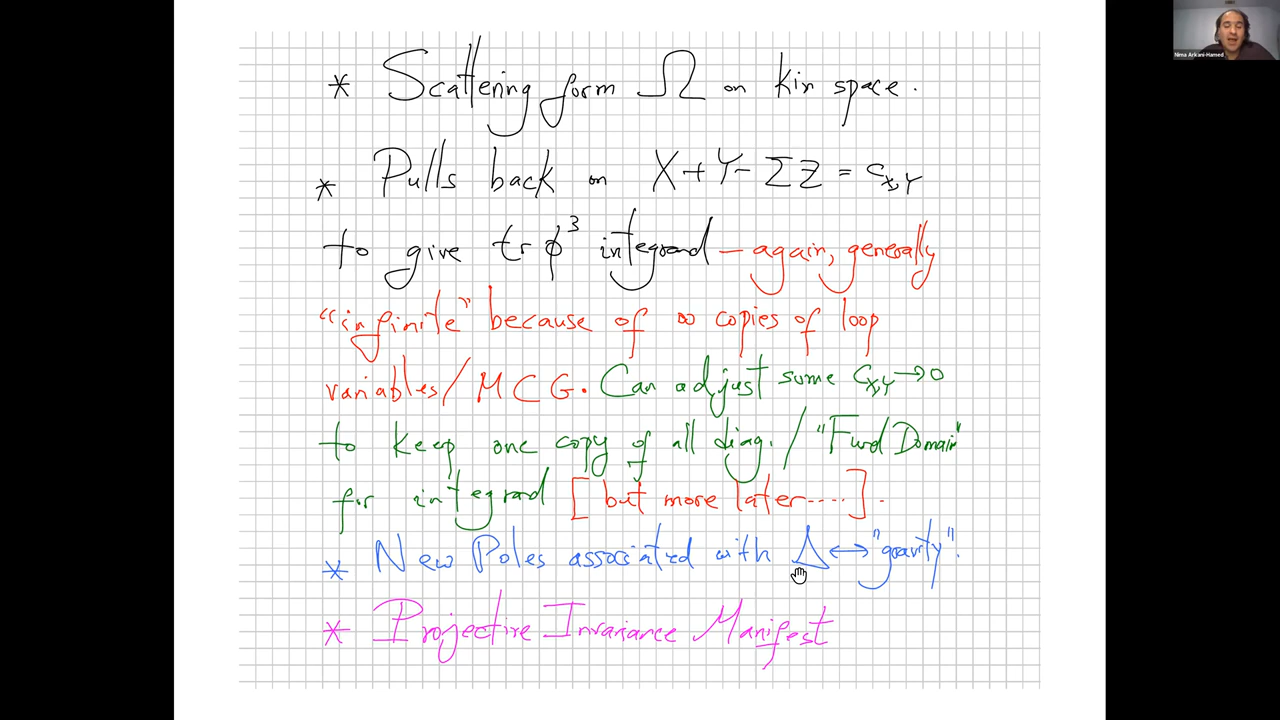 Nima Arkani-Hamed
* Scattering form Ω on kin space.
* Pulls back on X+Y-ΣZ = c_{X,Y}
to give tr φ³ integrand – again, generally
"infinite" because of ∞ copies of loop
variables/MCG. Can adjust some c_{X,Y}→0
to keep one copy of all diag./"Fund Domain"
for integrand [but more later....].
* New Poles associated with Δ↔"gravity".
* Projective Invariance Manifest